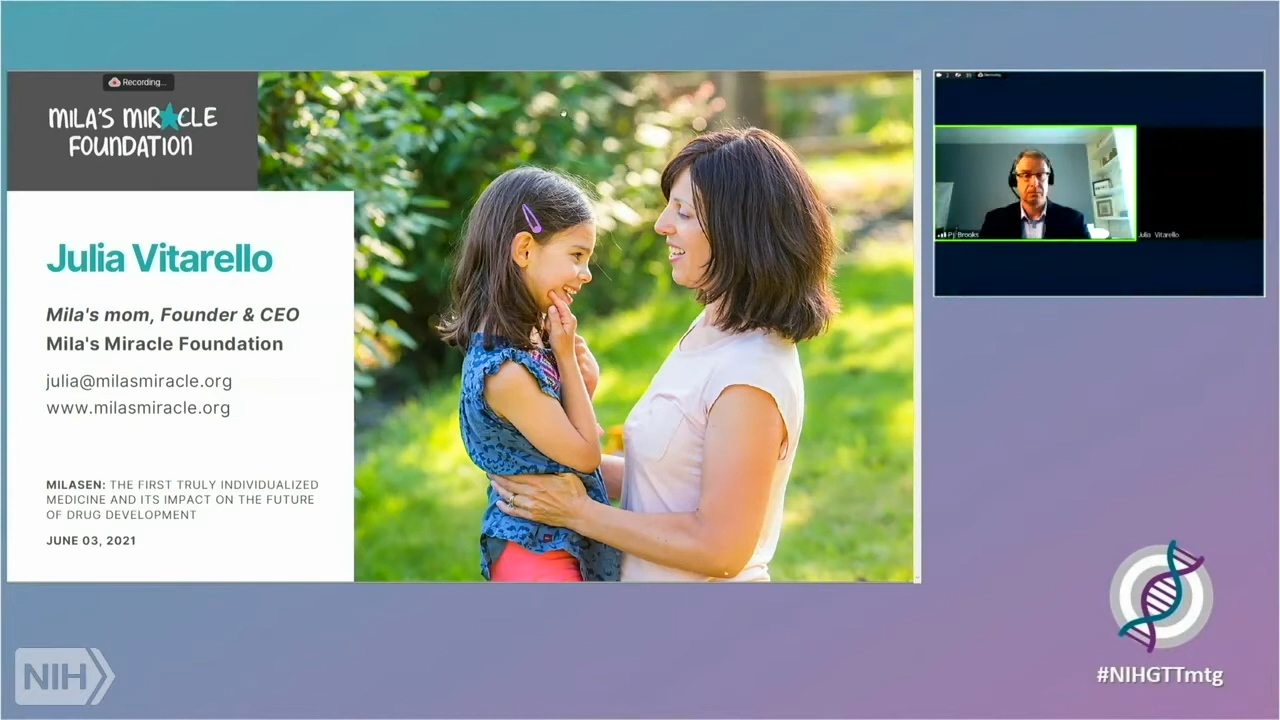 Recording...
MILA'S MIRACLE
FOUNDATION
Julia Vitarello
Mila's mom, Founder & CEO
Mila's Miracle Foundation
julia@milasmiracle.org
www.milasmiracle.org
MILASEN: THE FIRST TRULY INDIVIDUALIZED
MEDICINE AND ITS IMPACT ON THE FUTURE
OF DRUG DEVELOPMENT
JUNE 03, 2021
PJ Brooks
Julia Vitarello
NIH
#NIHGTTmtg